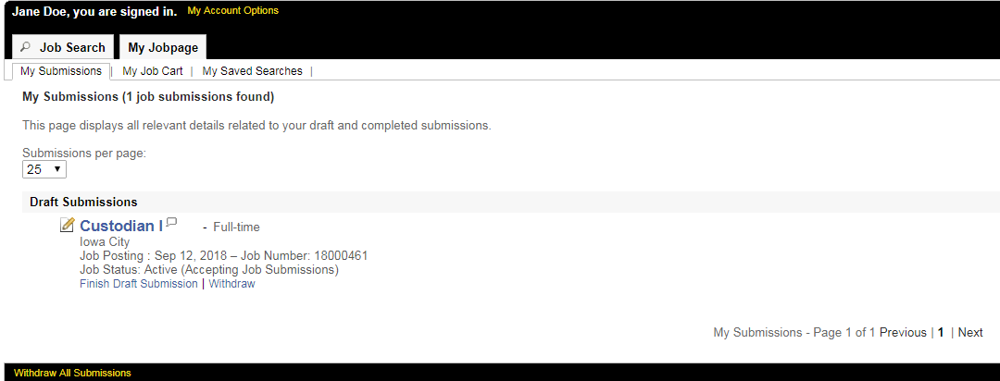 Jane Doe, you are signed in. My Account Options
Job Search My Jobpage
My Submissions | My Job Cart | My Saved Searches |
My Submissions (1 job submissions found)
This page displays all relevant details related to your draft and completed submissions.
Submissions per page:
25
Draft Submissions
Custodian I - Full-time
Iowa City
Job Posting : Sep 12, 2018 – Job Number: 18000461
Job Status: Active (Accepting Job Submissions)
Finish Draft Submission | Withdraw
My Submissions - Page 1 of 1 Previous | 1 | Next
Withdraw All Submissions